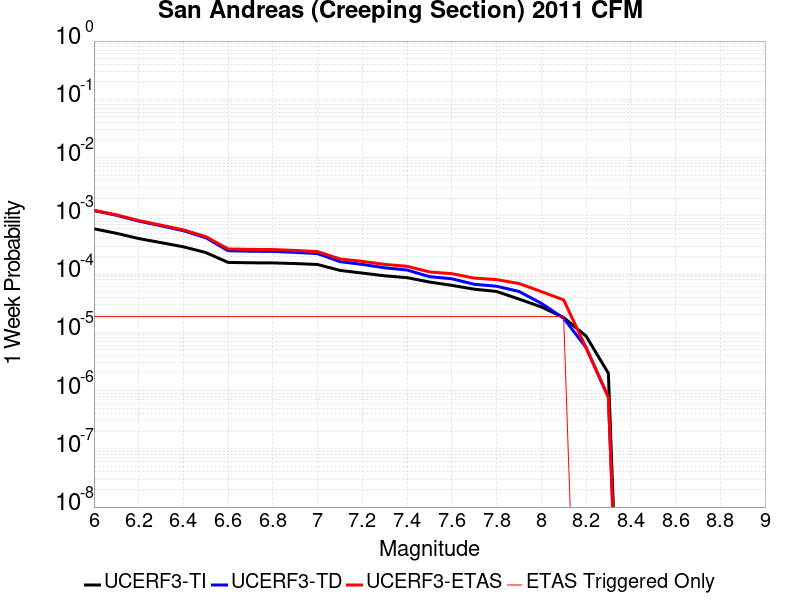 San Andreas (Creeping Section) 2011 CFM
10 0
10 -1
10 -2
10 -3
10 -4
10 -5
10 -6
10 -7
10 -8
1 Week Probability
6 6.2 6.4 6.6 6.8 7 7.2 7.4 7.6 7.8 8 8.2 8.4 8.6 8.8 9
Magnitude
UCERF3-TI UCERF3-TD UCERF3-ETAS ETAS Triggered Only